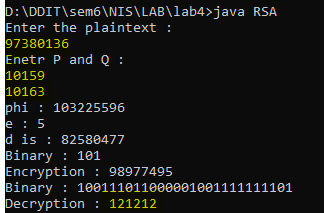 D:\DDIT\sem6\NIS\LAB\lab4>java RSA
Enter the plaintext :
97380136
Enetr P and Q :
10159
10163
phi : 103225596
e : 5
d is : 82580477
Binary : 101
Encryption : 98977495
Binary : 100111011000001001111111101
Decryption : 121212